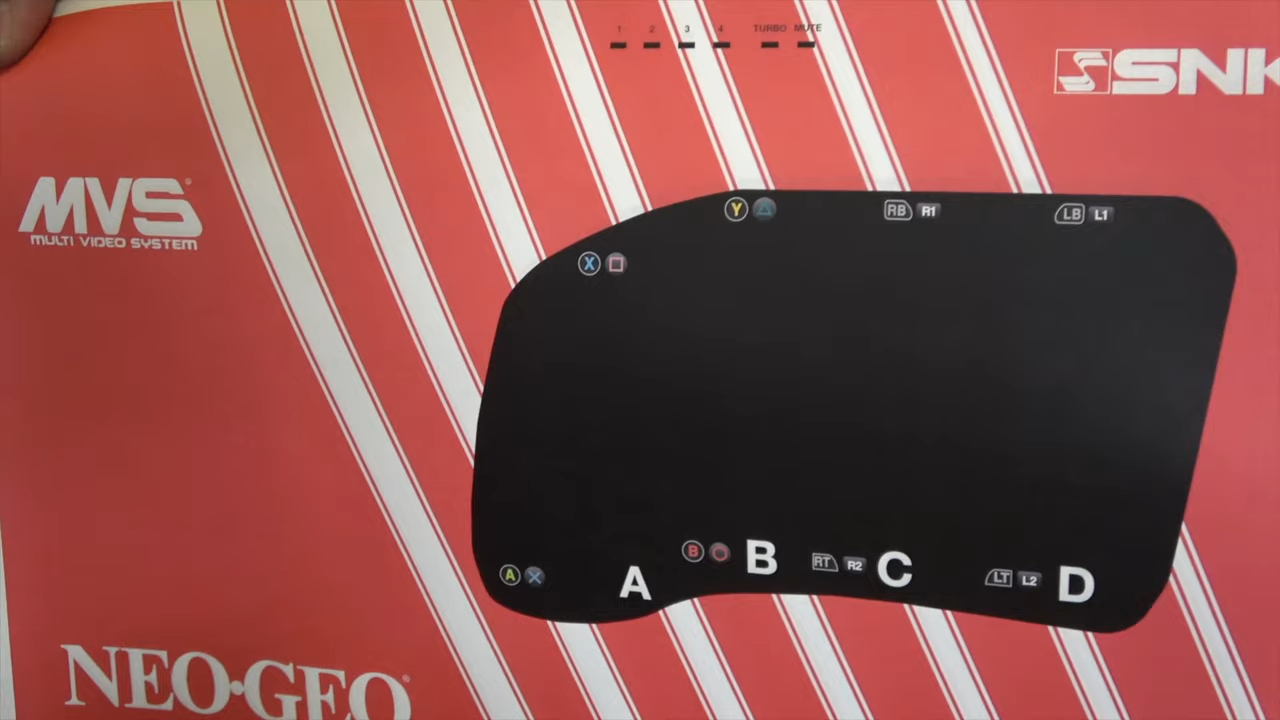 1 2 3 4 TURBO MUTE
SNK
MVS
MULTI VIDEO SYSTEM
Y RB R1 LB L1
X
A A B B RT R2 C LT L2 D
NEO•GEO